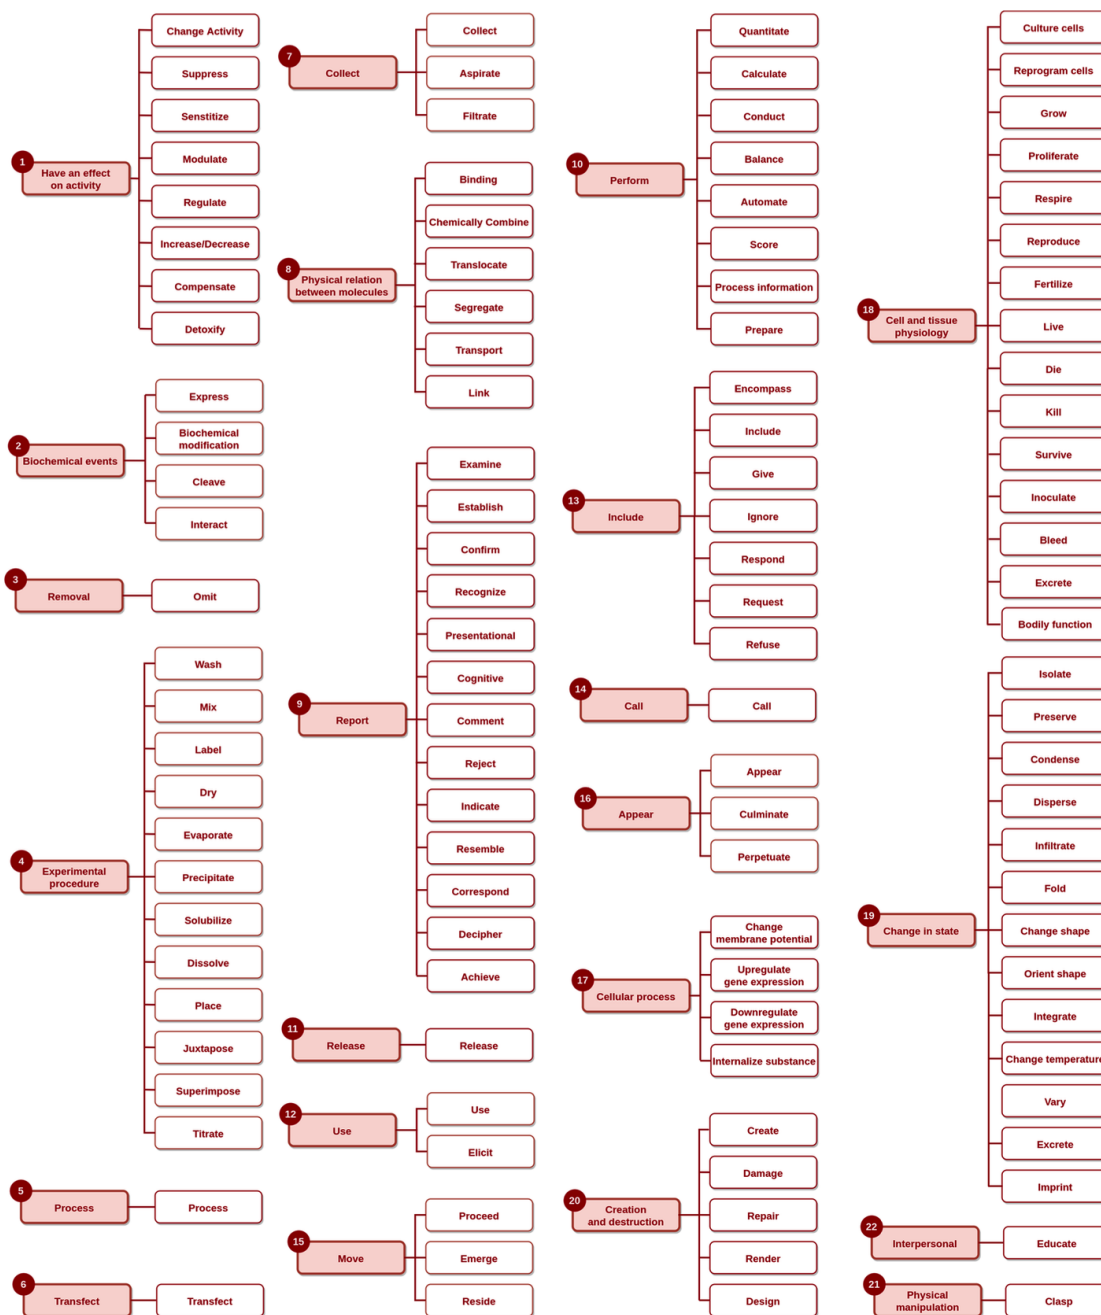 1
Have an effect
on activity
Change Activity
Suppress
Senstitize
Modulate
Regulate
Increase/Decrease
Compensate
Detoxify
2
Biochemical events
Express
Biochemical
modification
Cleave
Interact
3
Removal
Omit
4
Experimental
procedure
Wash
Mix
Label
Dry
Evaporate
Precipitate
Solubilize
Dissolve
Place
Juxtapose
Superimpose
Titrate
5
Process
Process
6
Transfect
Transfect
7
Collect
Collect
Aspirate
Filtrate
8
Physical relation
between molecules
Binding
Chemically Combine
Translocate
Segregate
Transport
Link
9
Report
Examine
Establish
Confirm
Recognize
Presentational
Cognitive
Comment
Reject
Indicate
Resemble
Correspond
Decipher
Achieve
11
Release
Release
12
Use
Use
Elicit
15
Move
Proceed
Emerge
Reside
10
Perform
Quantitate
Calculate
Conduct
Balance
Automate
Score
Process information
Prepare
13
Include
Encompass
Include
Give
Ignore
Respond
Request
Refuse
14
Call
Call
16
Appear
Appear
Culminate
Perpetuate
17
Cellular process
Change
membrane potential
Upregulate
gene expression
Downregulate
gene expression
Internalize substance
20
Creation
and destruction
Create
Damage
Repair
Render
Design
18
Cell and tissue
physiology
Culture cells
Reprogram cells
Grow
Proliferate
Respire
Reproduce
Fertilize
Live
Die
Kill
Survive
Inoculate
Bleed
Excrete
Bodily function
19
Change in state
Isolate
Preserve
Condense
Disperse
Infiltrate
Fold
Change shape
Orient shape
Integrate
Change temperature
Vary
Excrete
Imprint
22
Interpersonal
Educate
21
Physical
manipulation
Clasp